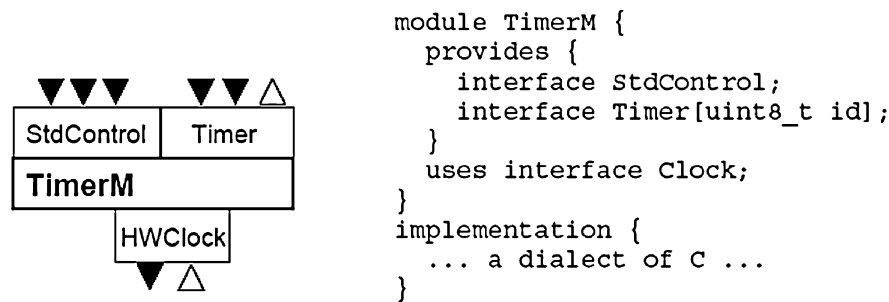 StdControl Timer
TimerM
HWClock
module TimerM {
  provides {
    interface StdControl;
    interface Timer[uint8_t id];
  }
  uses interface Clock;
}
implementation {
  ... a dialect of C ...
}